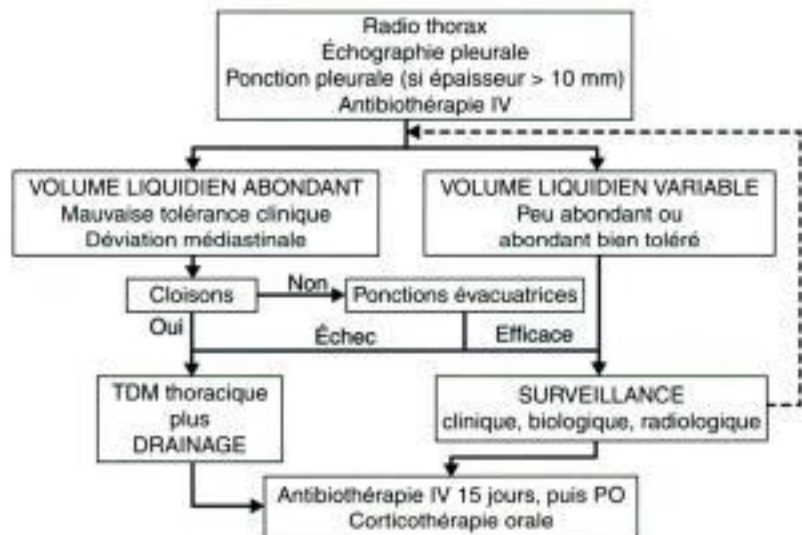 Radio thorax
Échographie pleurale
Ponction pleurale (si épaisseur > 10 mm)
Antibiothérapie IV
VOLUME LIQUIDIEN ABONDANT
Mauvaise tolérance clinique
Déviation médiastinale
VOLUME LIQUIDIEN VARIABLE
Peu abondant ou
abondant bien toléré
Cloisons
Non
Ponctions évacuatrices
Oui
Échec
Efficace
TDM thoracique
plus
DRAINAGE
SURVEILLANCE
clinique, biologique, radiologique
Antibiothérapie IV 15 jours, puis PO
Corticothérapie orale